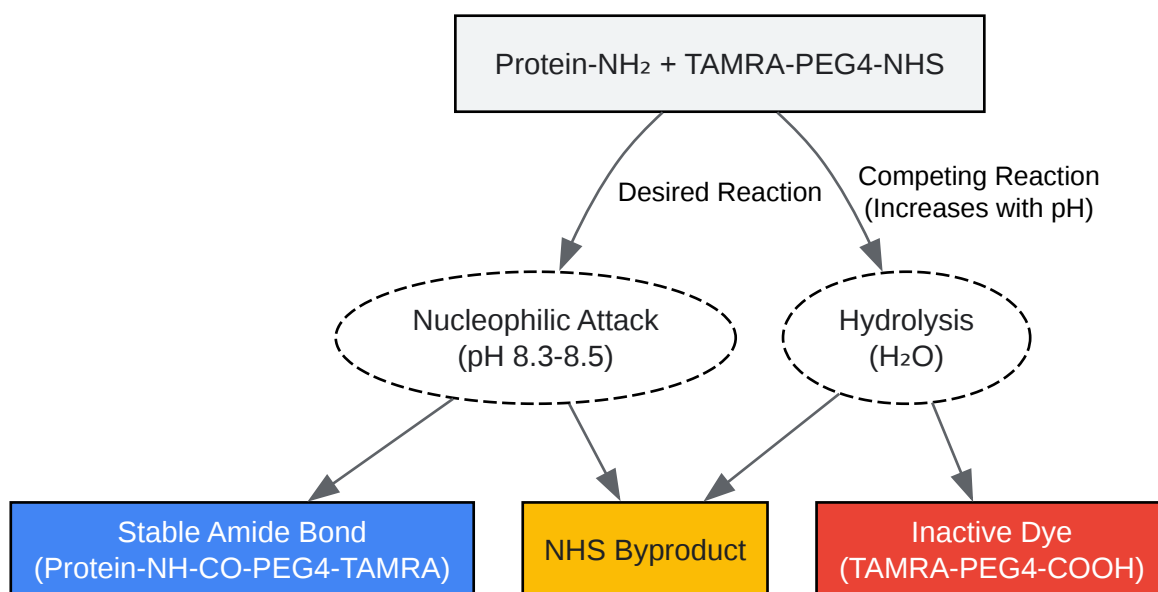 Protein-NH₂ + TAMRA-PEG4-NHS
Desired Reaction
Competing Reaction
(Increases with pH)
Nucleophilic Attack
(pH 8.3-8.5)
Hydrolysis
(H₂O)
Stable Amide Bond
(Protein-NH-CO-PEG4-TAMRA)
NHS Byproduct
Inactive Dye
(TAMRA-PEG4-COOH)